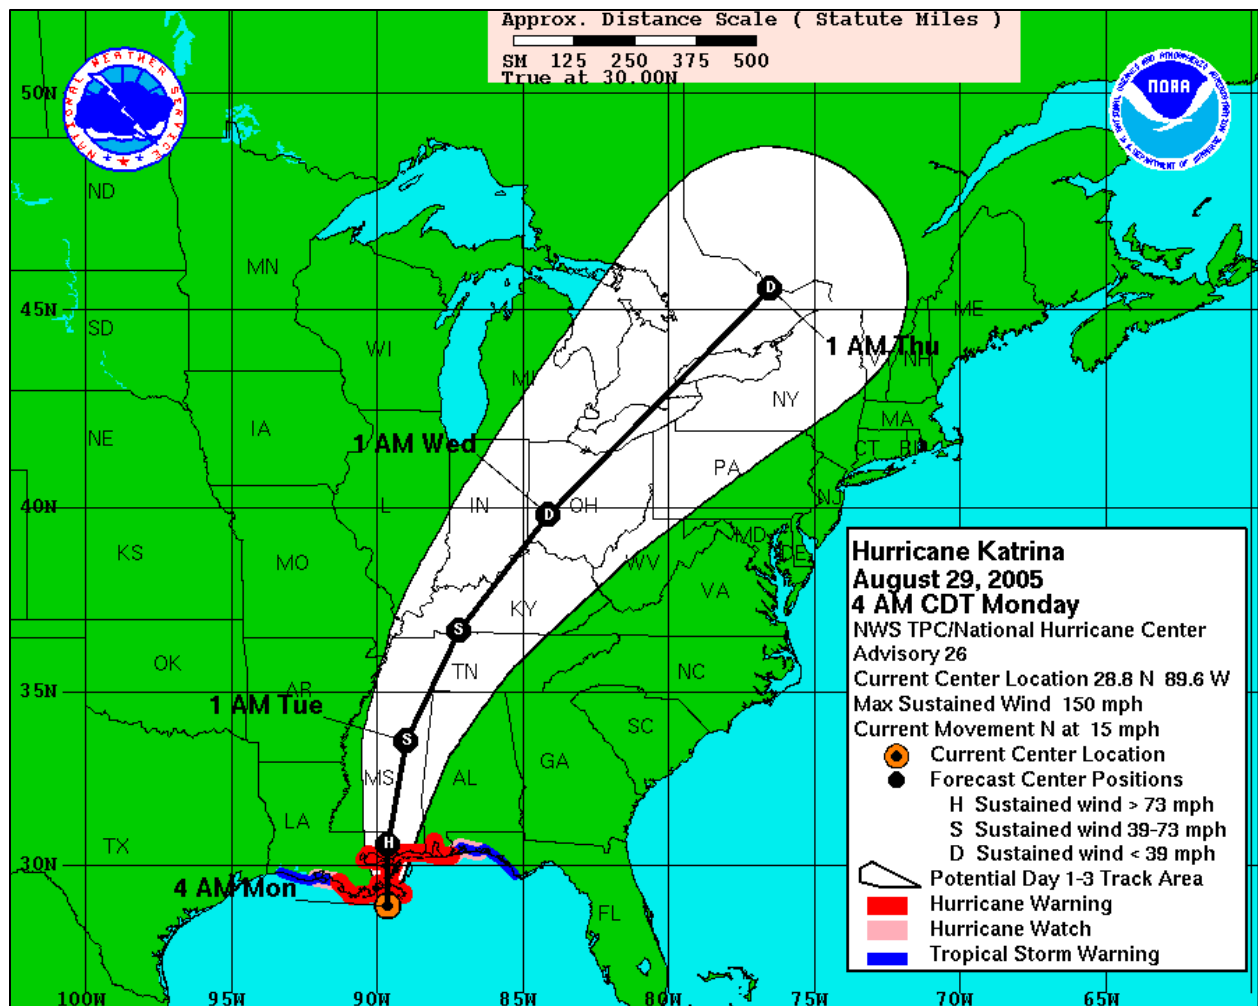 Approx. Distance Scale ( Statute Miles )
SM 125 250 375 500
True at 30.00N
NATIONAL WEATHER SERVICE
NOAA
50N
45N
40N
35N
30N
ND
MN
SD
WI
MI
ME
1 AM Thu
NH
NY
MA
CT RI
NE
IA
1 AM Wed
PA
NJ
IL
IN
OH
MD
DE
KS
MO
WV
VA
KY
OK
TN
NC
AR
1 AM Tue
SC
MS
AL
GA
LA
TX
4 AM Mon
FL
H
S
S
D
D
Hurricane Katrina
August 29, 2005
4 AM CDT Monday
NWS TPC/National Hurricane Center
Advisory 26
Current Center Location 28.8 N 89.6 W
Max Sustained Wind 150 mph
Current Movement N at 15 mph
Current Center Location
Forecast Center Positions
H Sustained wind > 73 mph
S Sustained wind 39-73 mph
D Sustained wind < 39 mph
Potential Day 1-3 Track Area
Hurricane Warning
Hurricane Watch
Tropical Storm Warning
100W 95W 90W 85W 80W 75W 70W 65W